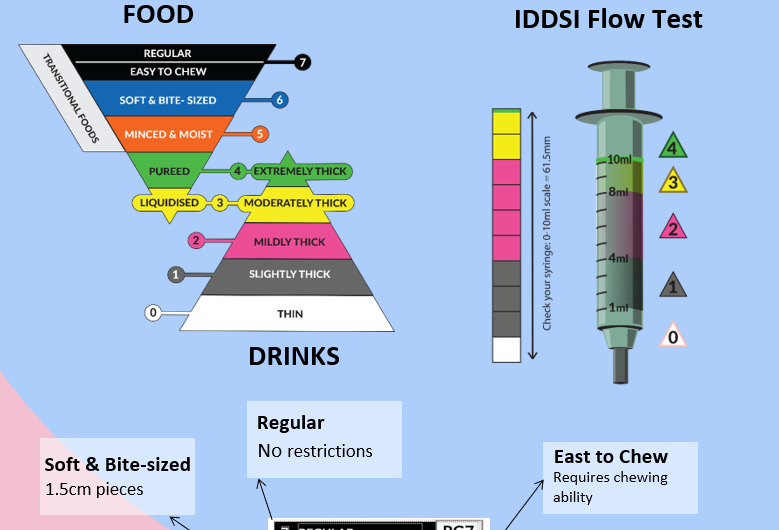 FOOD
REGULAR
EASY TO CHEW
7
TRANSITIONAL FOODS
SOFT & BITE- SIZED
6
MINCED & MOIST
5
PUREED
4
EXTREMELY THICK
LIQUIDISED
3
MODERATELY THICK
2
MILDLY THICK
1
SLIGHTLY THICK
0
THIN
DRINKS
IDDSI Flow Test
Check your syringe: 0-10ml scale = 61.5mm
10ml
8ml
4ml
1ml
4
3
2
1
0
Regular
No restrictions
Soft & Bite-sized
1.5cm pieces
East to Chew
Requires chewing
ability
7 REGULAR
RG7